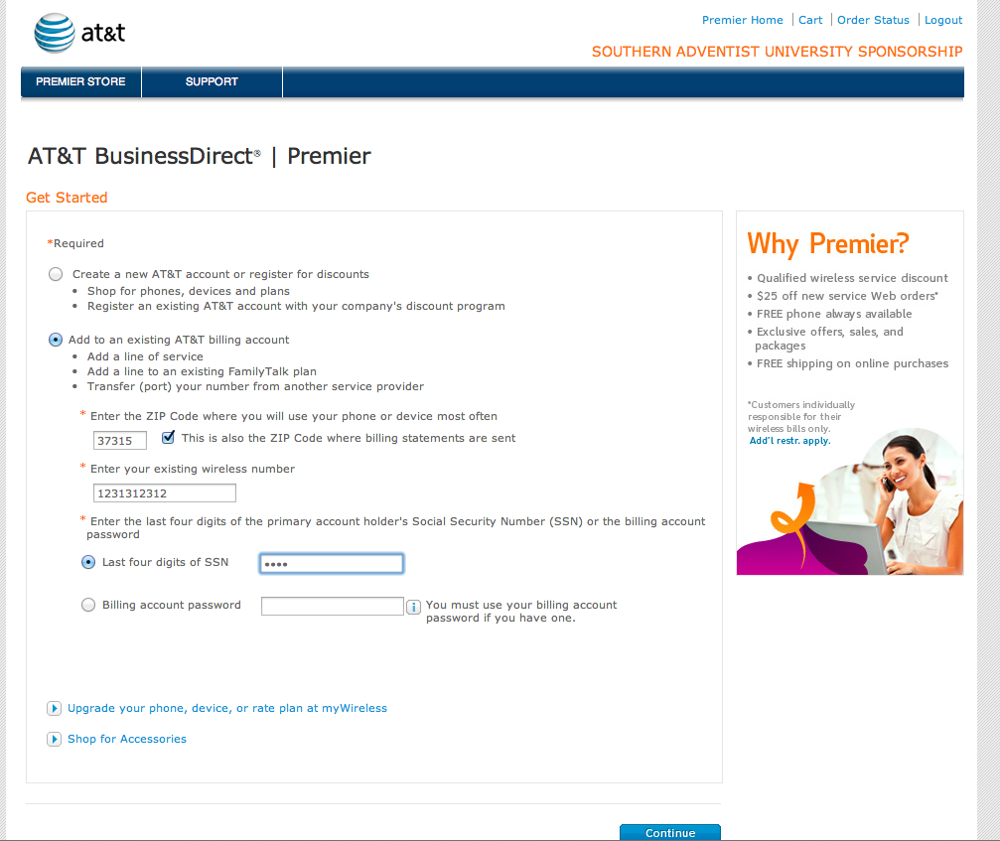 at&t
Premier Home | Cart | Order Status | Logout
SOUTHERN ADVENTIST UNIVERSITY SPONSORSHIP
PREMIER STORE
SUPPORT
AT&T BusinessDirect® | Premier
Get Started
*Required
Create a new AT&T account or register for discounts
• Shop for phones, devices and plans
• Register an existing AT&T account with your company's discount program
Add to an existing AT&T billing account
• Add a line of service
• Add a line to an existing FamilyTalk plan
• Transfer (port) your number from another service provider
* Enter the ZIP Code where you will use your phone or device most often
37315
This is also the ZIP Code where billing statements are sent
* Enter your existing wireless number
1231312312
* Enter the last four digits of the primary account holder's Social Security Number (SSN) or the billing account
password
Last four digits of SSN
••••
Billing account password
i
You must use your billing account
password if you have one.
Upgrade your phone, device, or rate plan at myWireless
Shop for Accessories
Continue
Why Premier?
• Qualified wireless service discount
• $25 off new service Web orders*
• FREE phone always available
• Exclusive offers, sales, and
packages
• FREE shipping on online purchases
*Customers individually
responsible for their
wireless bills only.
Add'l restr. apply.